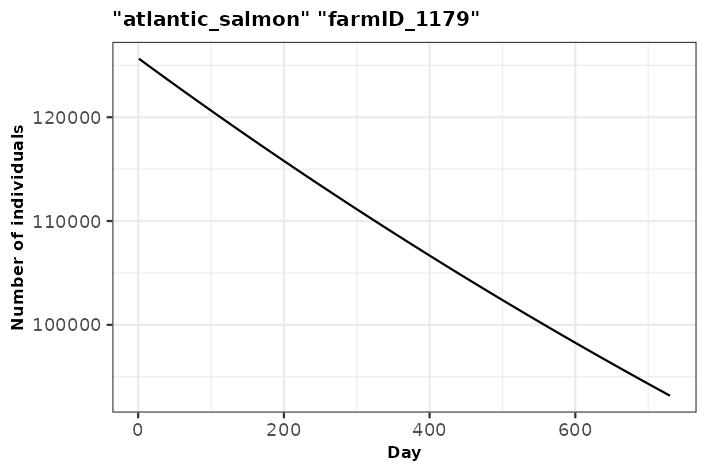 "atlantic_salmon" "farmID_1179"
Number of individuals
120000
110000
100000
0 200 400 600
Day